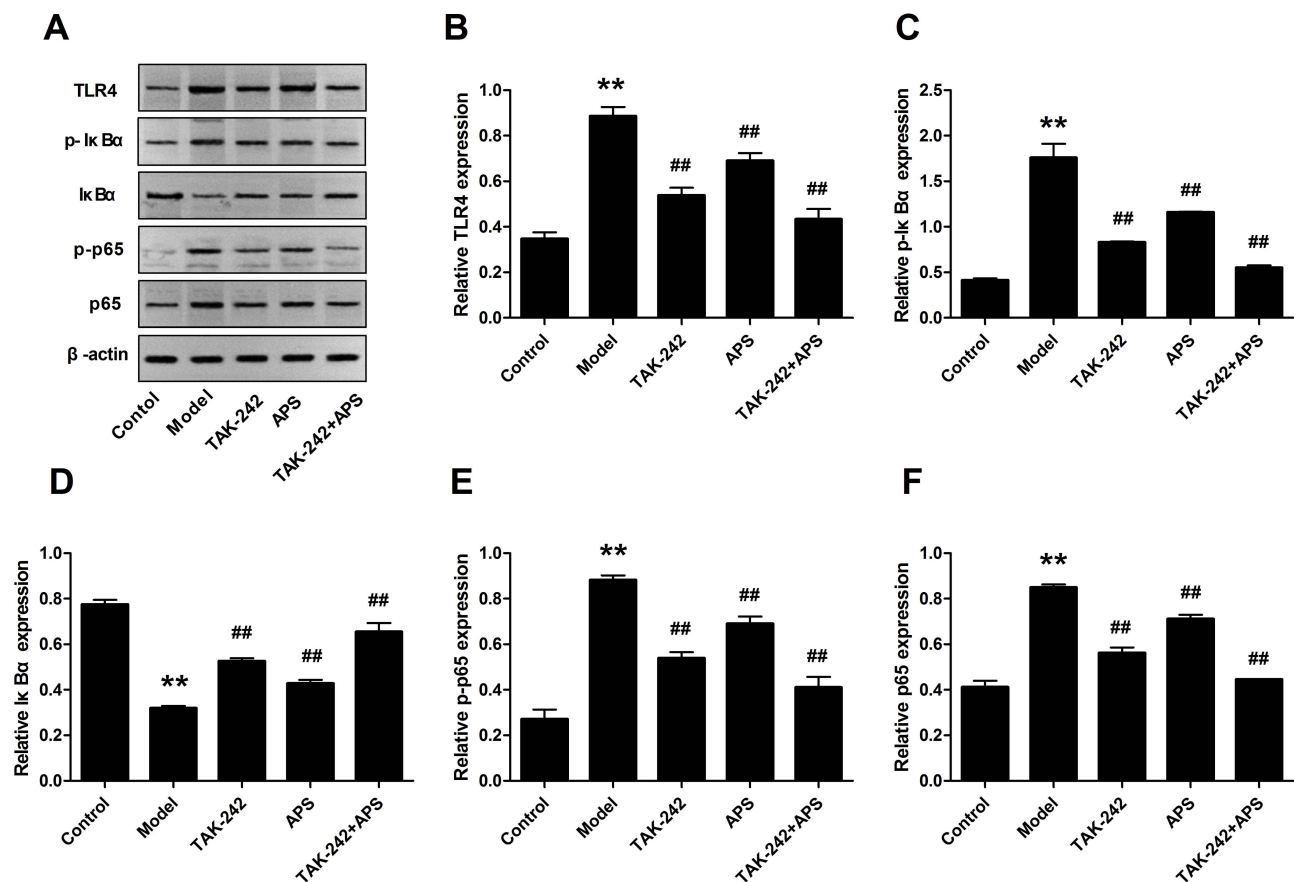 A
TLR4
p- Iκ Bα
Iκ Bα
p-p65
p65
β -actin
Contol
Model
TAK-242
APS
TAK-242+APS
B
Relative TLR4 expression
1.0
0.8
0.6
0.4
0.2
0.0
**
##
##
##
Control
Model
TAK-242
APS
TAK-242+APS
C
Relative p-Iκ Bα expression
2.5
2.0
1.5
1.0
0.5
0.0
**
##
##
##
Control
Model
TAK-242
APS
TAK-242+APS
D
Relative Iκ Bα expression
1.0
0.8
0.6
0.4
0.2
0.0
**
##
##
##
Control
Model
TAK-242
APS
TAK-242+APS
E
Relative p-p65 expression
1.0
0.8
0.6
0.4
0.2
0.0
**
##
##
##
Control
Model
TAK-242
APS
TAK-242+APS
F
Relative p65 expression
1.0
0.8
0.6
0.4
0.2
0.0
**
##
##
##
Control
Model
TAK-242
APS
TAK-242+APS